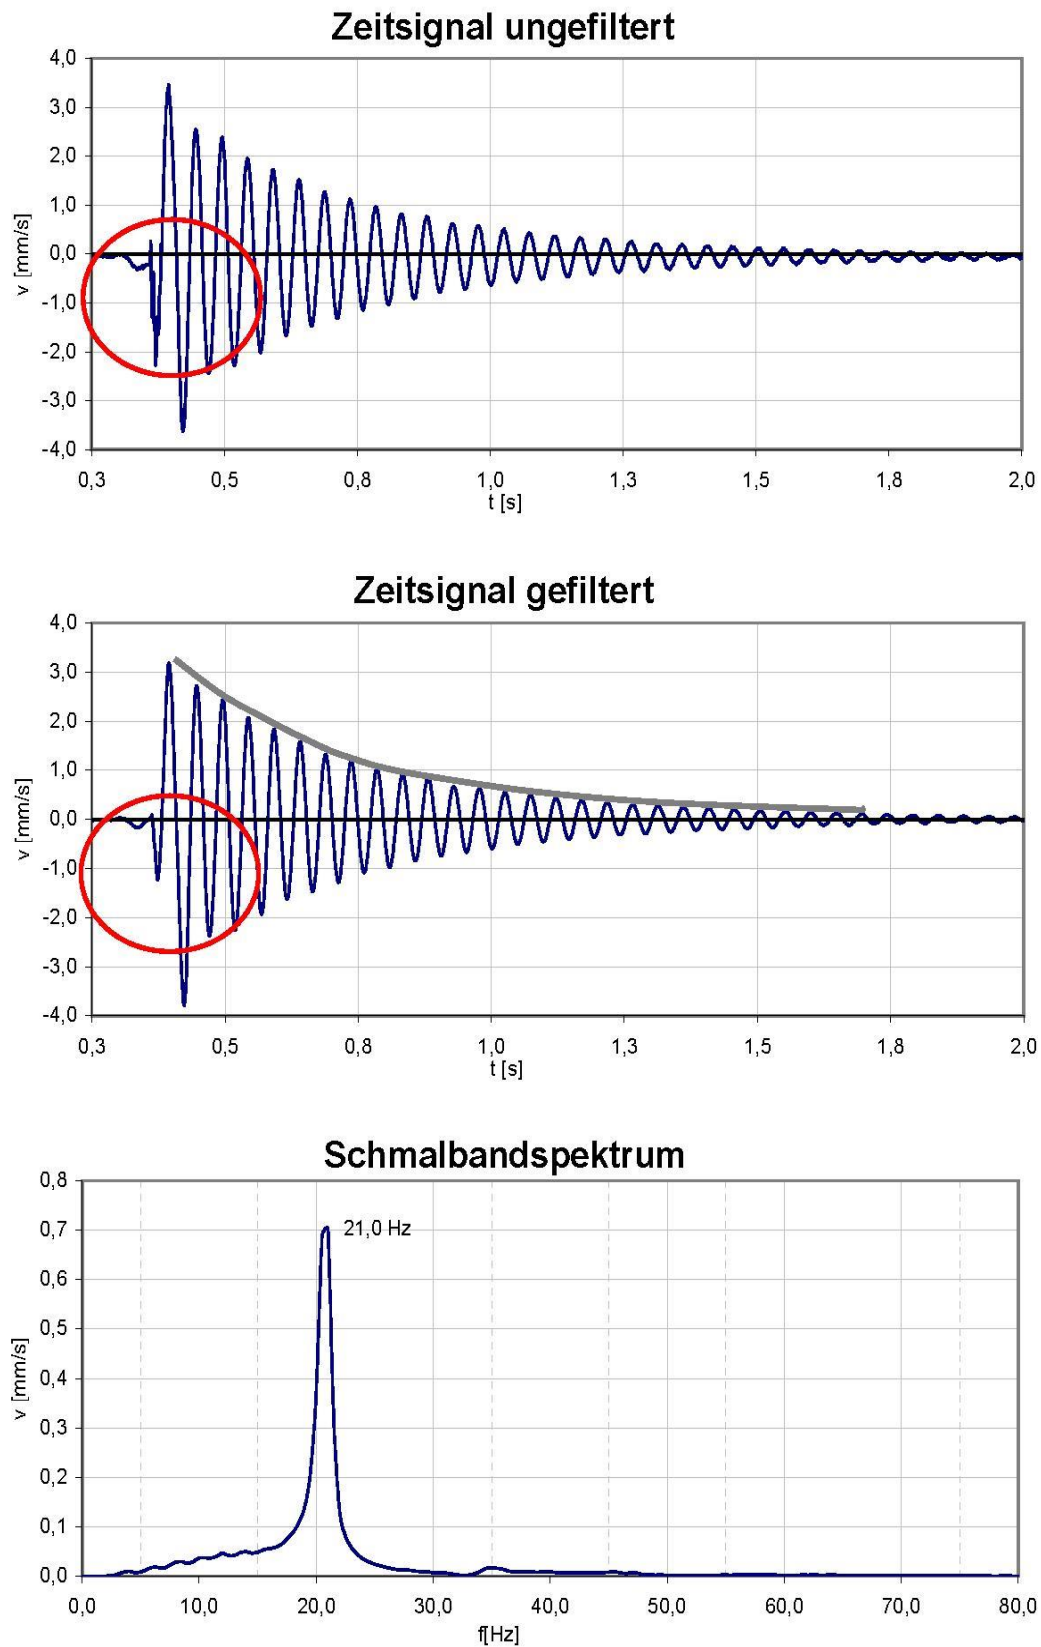 Zeitsignal ungefiltert
4,0
3,0
2,0
1,0
0,0
-1,0
-2,0
-3,0
-4,0
v [mm/s]
0,3 0,5 0,8 1,0 1,3 1,5 1,8 2,0
t [s]
Zeitsignal gefiltert
4,0
3,0
2,0
1,0
0,0
-1,0
-2,0
-3,0
-4,0
v [mm/s]
0,3 0,5 0,8 1,0 1,3 1,5 1,8 2,0
t [s]
Schmalbandspektrum
0,8
0,7
0,6
0,5
0,4
0,3
0,2
0,1
0,0
v [mm/s]
21,0 Hz
0,0 10,0 20,0 30,0 40,0 50,0 60,0 70,0 80,0
f[Hz]